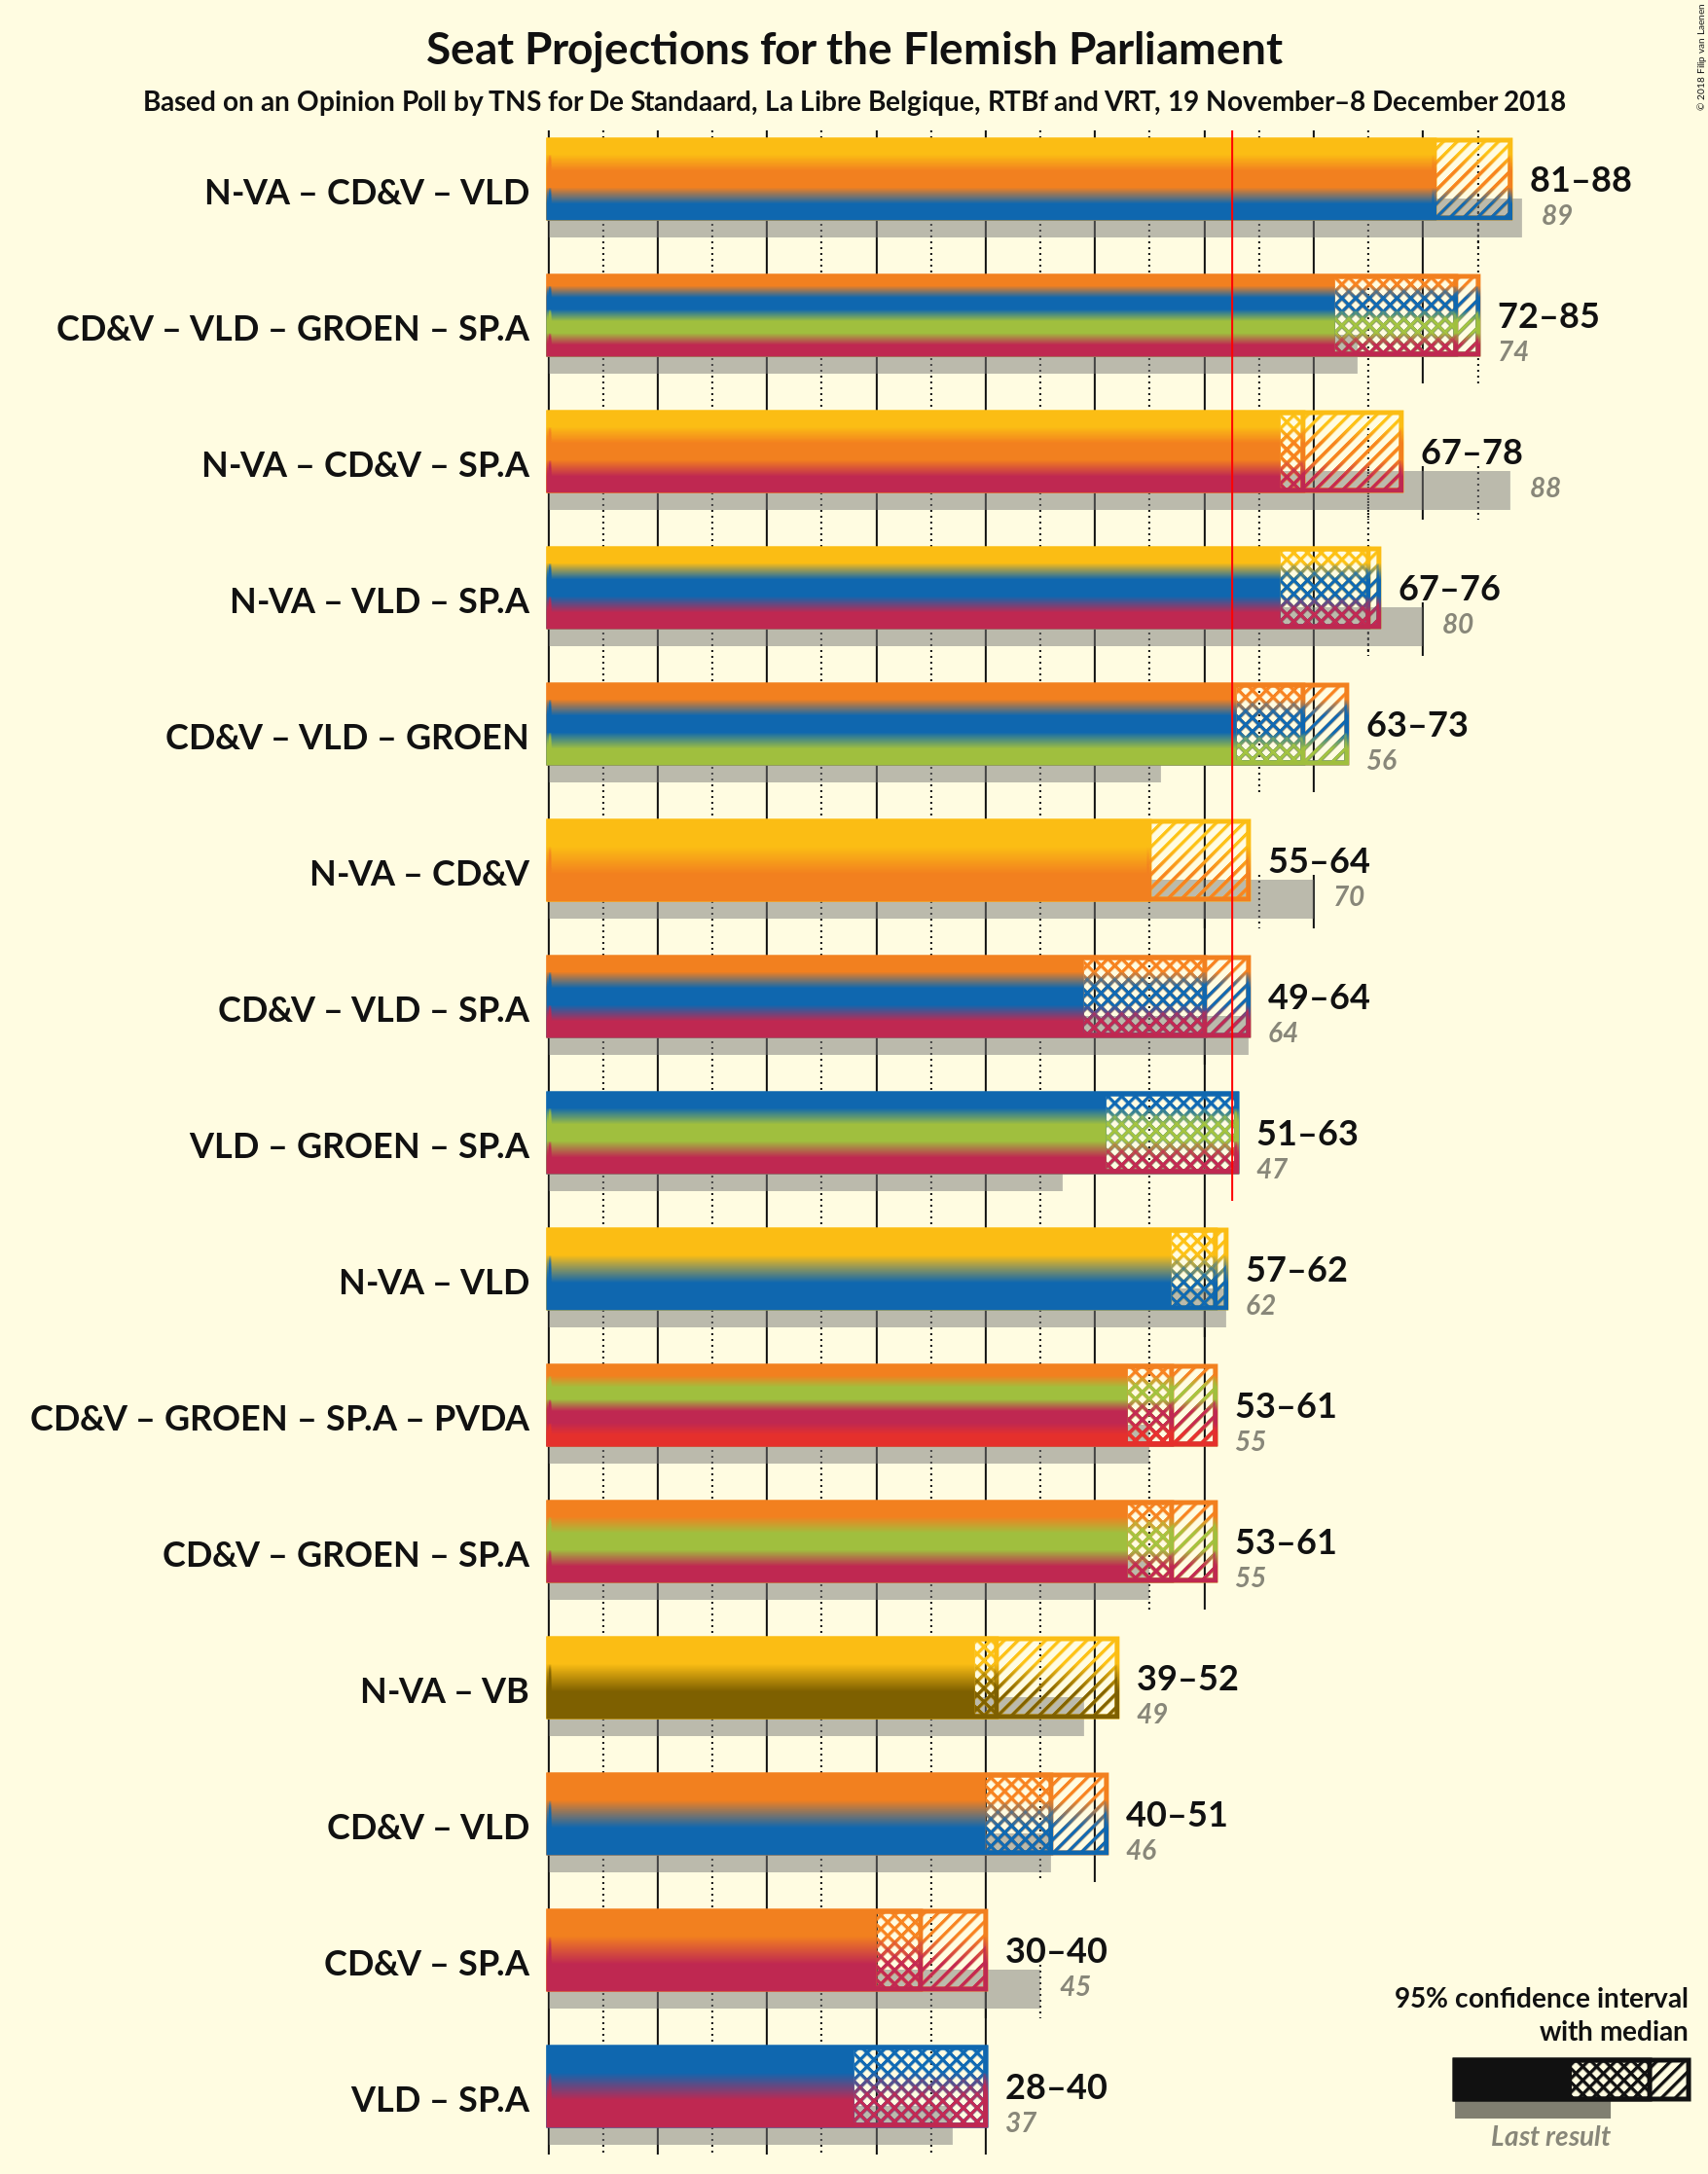 Seat Projections for the Flemish Parliament
Based on an Opinion Poll by TNS for De Standaard, La Libre Belgique, RTBf and VRT, 19 November–8 December 2018
© 2018 Filip van Laenen
N-VA – CD&V – VLD
81–88
89
CD&V – VLD – GROEN – SP.A
72–85
74
N-VA – CD&V – SP.A
67–78
88
N-VA – VLD – SP.A
67–76
80
CD&V – VLD – GROEN
63–73
56
N-VA – CD&V
55–64
70
CD&V – VLD – SP.A
49–64
64
VLD – GROEN – SP.A
51–63
47
N-VA – VLD
57–62
62
CD&V – GROEN – SP.A – PVDA
53–61
55
CD&V – GROEN – SP.A
53–61
55
N-VA – VB
39–52
49
CD&V – VLD
40–51
46
CD&V – SP.A
30–40
45
VLD – SP.A
28–40
37
95% confidence interval
with median
Last result